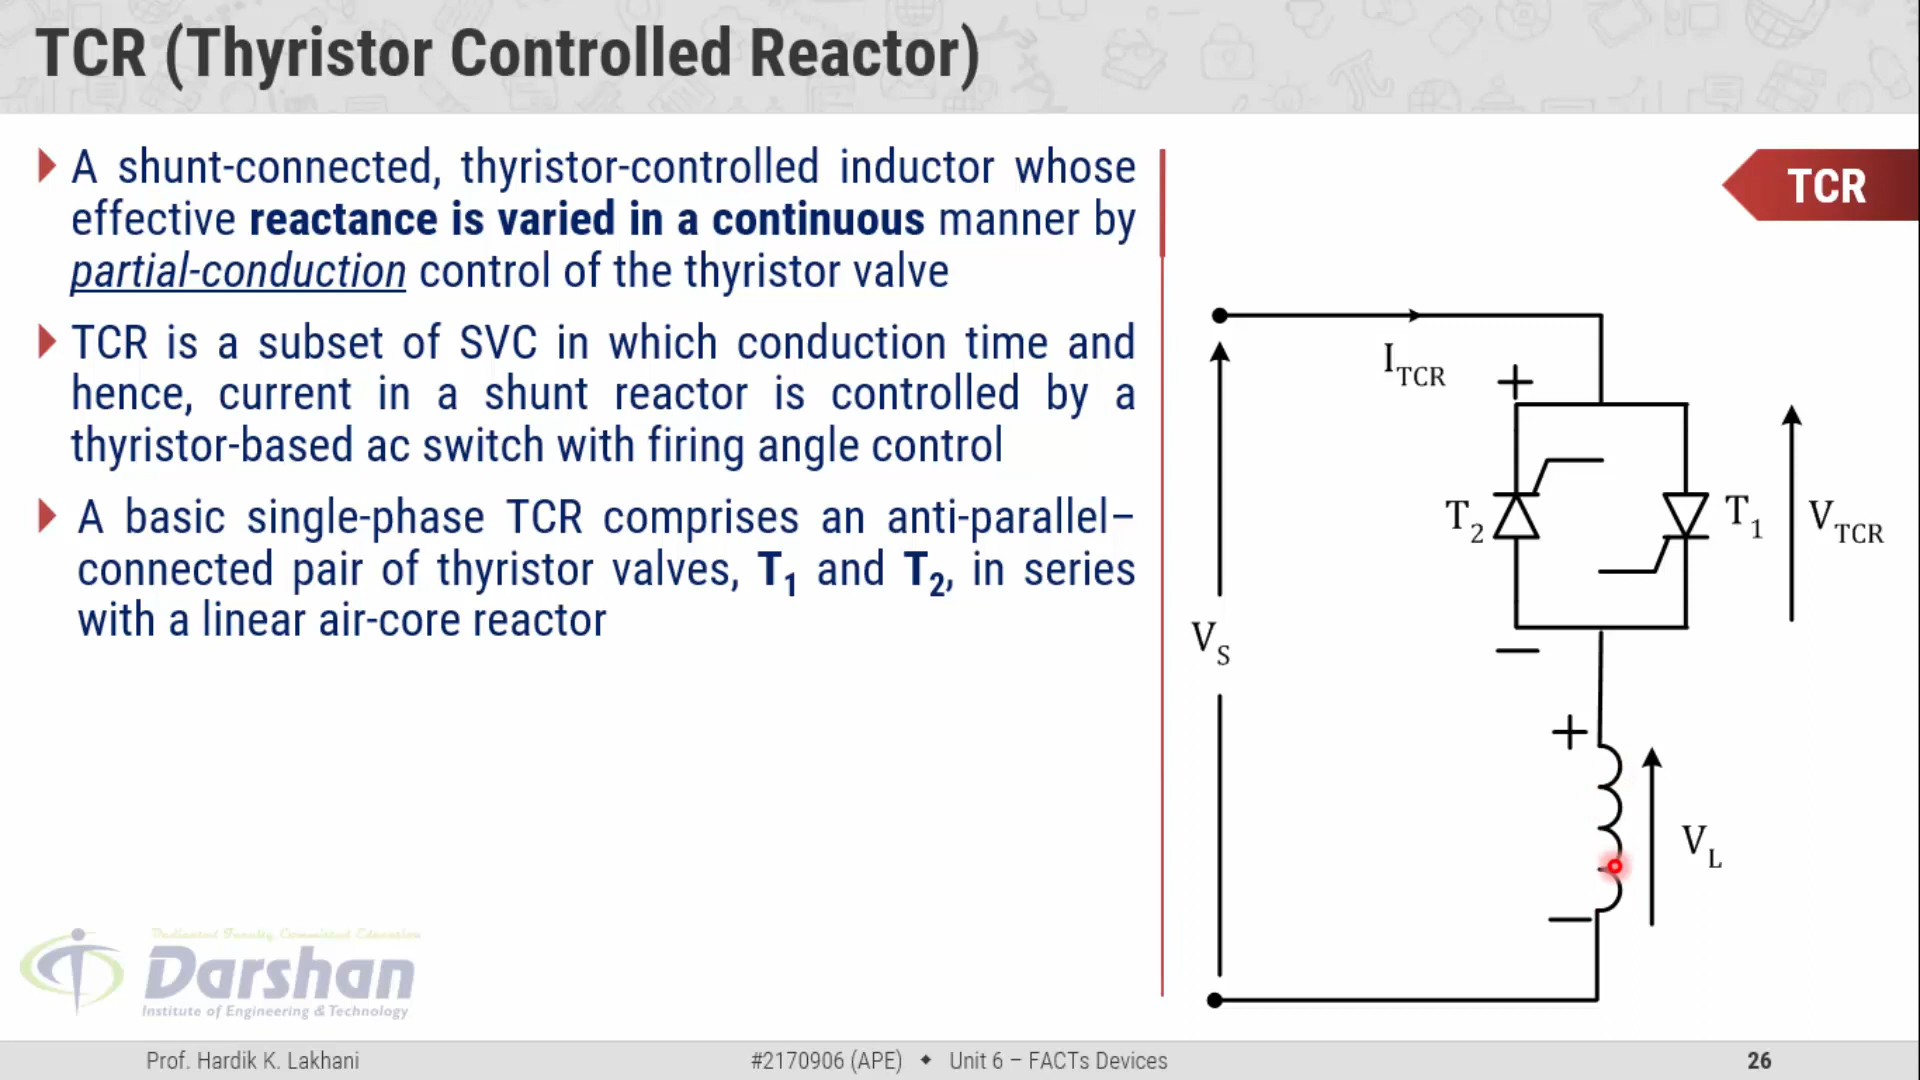 TCR (Thyristor Controlled Reactor)
A shunt-connected, thyristor-controlled inductor whose
effective reactance is varied in a continuous manner by
partial-conduction control of the thyristor valve
TCR is a subset of SVC in which conduction time and
hence, current in a shunt reactor is controlled by a
thyristor-based ac switch with firing angle control
A basic single-phase TCR comprises an anti-parallel–
connected pair of thyristor valves, T1 and T2, in series
with a linear air-core reactor
TCR
ITCR
+
T2
T1
VTCR
VS
–
+
VL
–
Dedicated Faculty, Committed Education
Darshan
Institute of Engineering & Technology
Prof. Hardik K. Lakhani
#2170906 (APE) ◆ Unit 6 – FACTs Devices
26